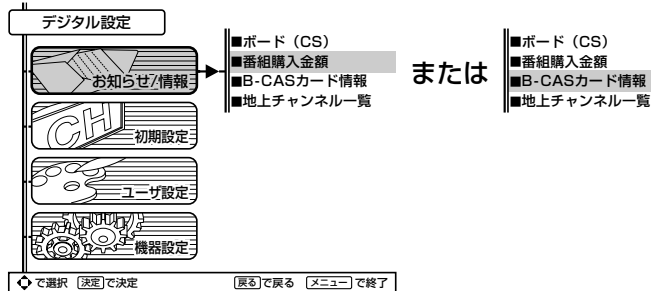 デジタル設定
お知らせ/情報
CH
初期設定
ユーザ設定
機器設定
■ボード（CS）
■番組購入金額
■B-CASカード情報
■地上チャンネル一覧
または
■ボード（CS）
■番組購入金額
■B-CASカード情報
■地上チャンネル一覧
で選択 決定で決定 戻るで戻る メニューで終了